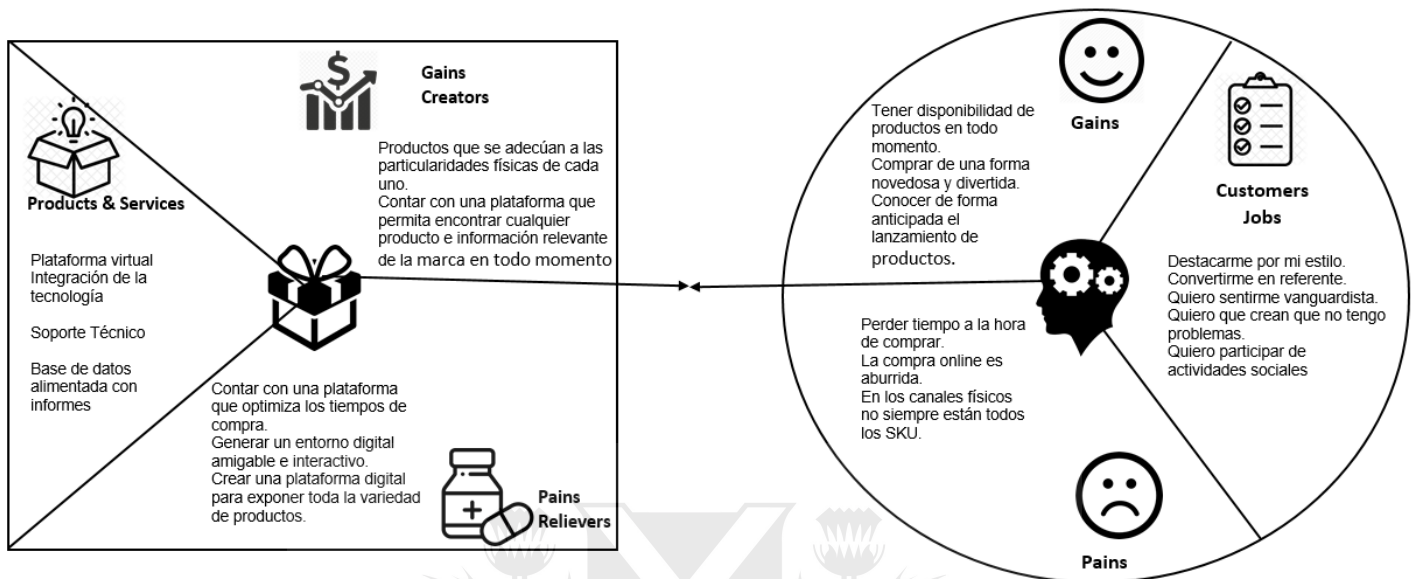 Gains
Creators
Productos que se adecúan a las
particularidades físicas de cada
uno.
Contar con una plataforma que
permita encontrar cualquier
producto e información relevante
de la marca en todo momento
Products & Services
Plataforma virtual
Integración de la
tecnología
Soporte Técnico
Base de datos
alimentada con
informes
Contar con una plataforma
que optimiza los tiempos de
compra.
Generar un entorno digital
amigable e interactivo.
Crear una plataforma digital
para exponer toda la variedad
de productos.
Pains
Relievers
Gains
Tener disponibilidad de
productos en todo
momento.
Comprar de una forma
novedosa y divertida.
Conocer de forma
anticipada el
lanzamiento de
productos.
Customers
Jobs
Destacarme por mi estilo.
Convertirme en referente.
Quiero sentirme vanguardista.
Quiero que crean que no tengo
problemas.
Quiero participar de
actividades sociales
Perder tiempo a la hora
de comprar.
La compra online es
aburrida.
En los canales físicos
no siempre están todos
los SKU.
Pains